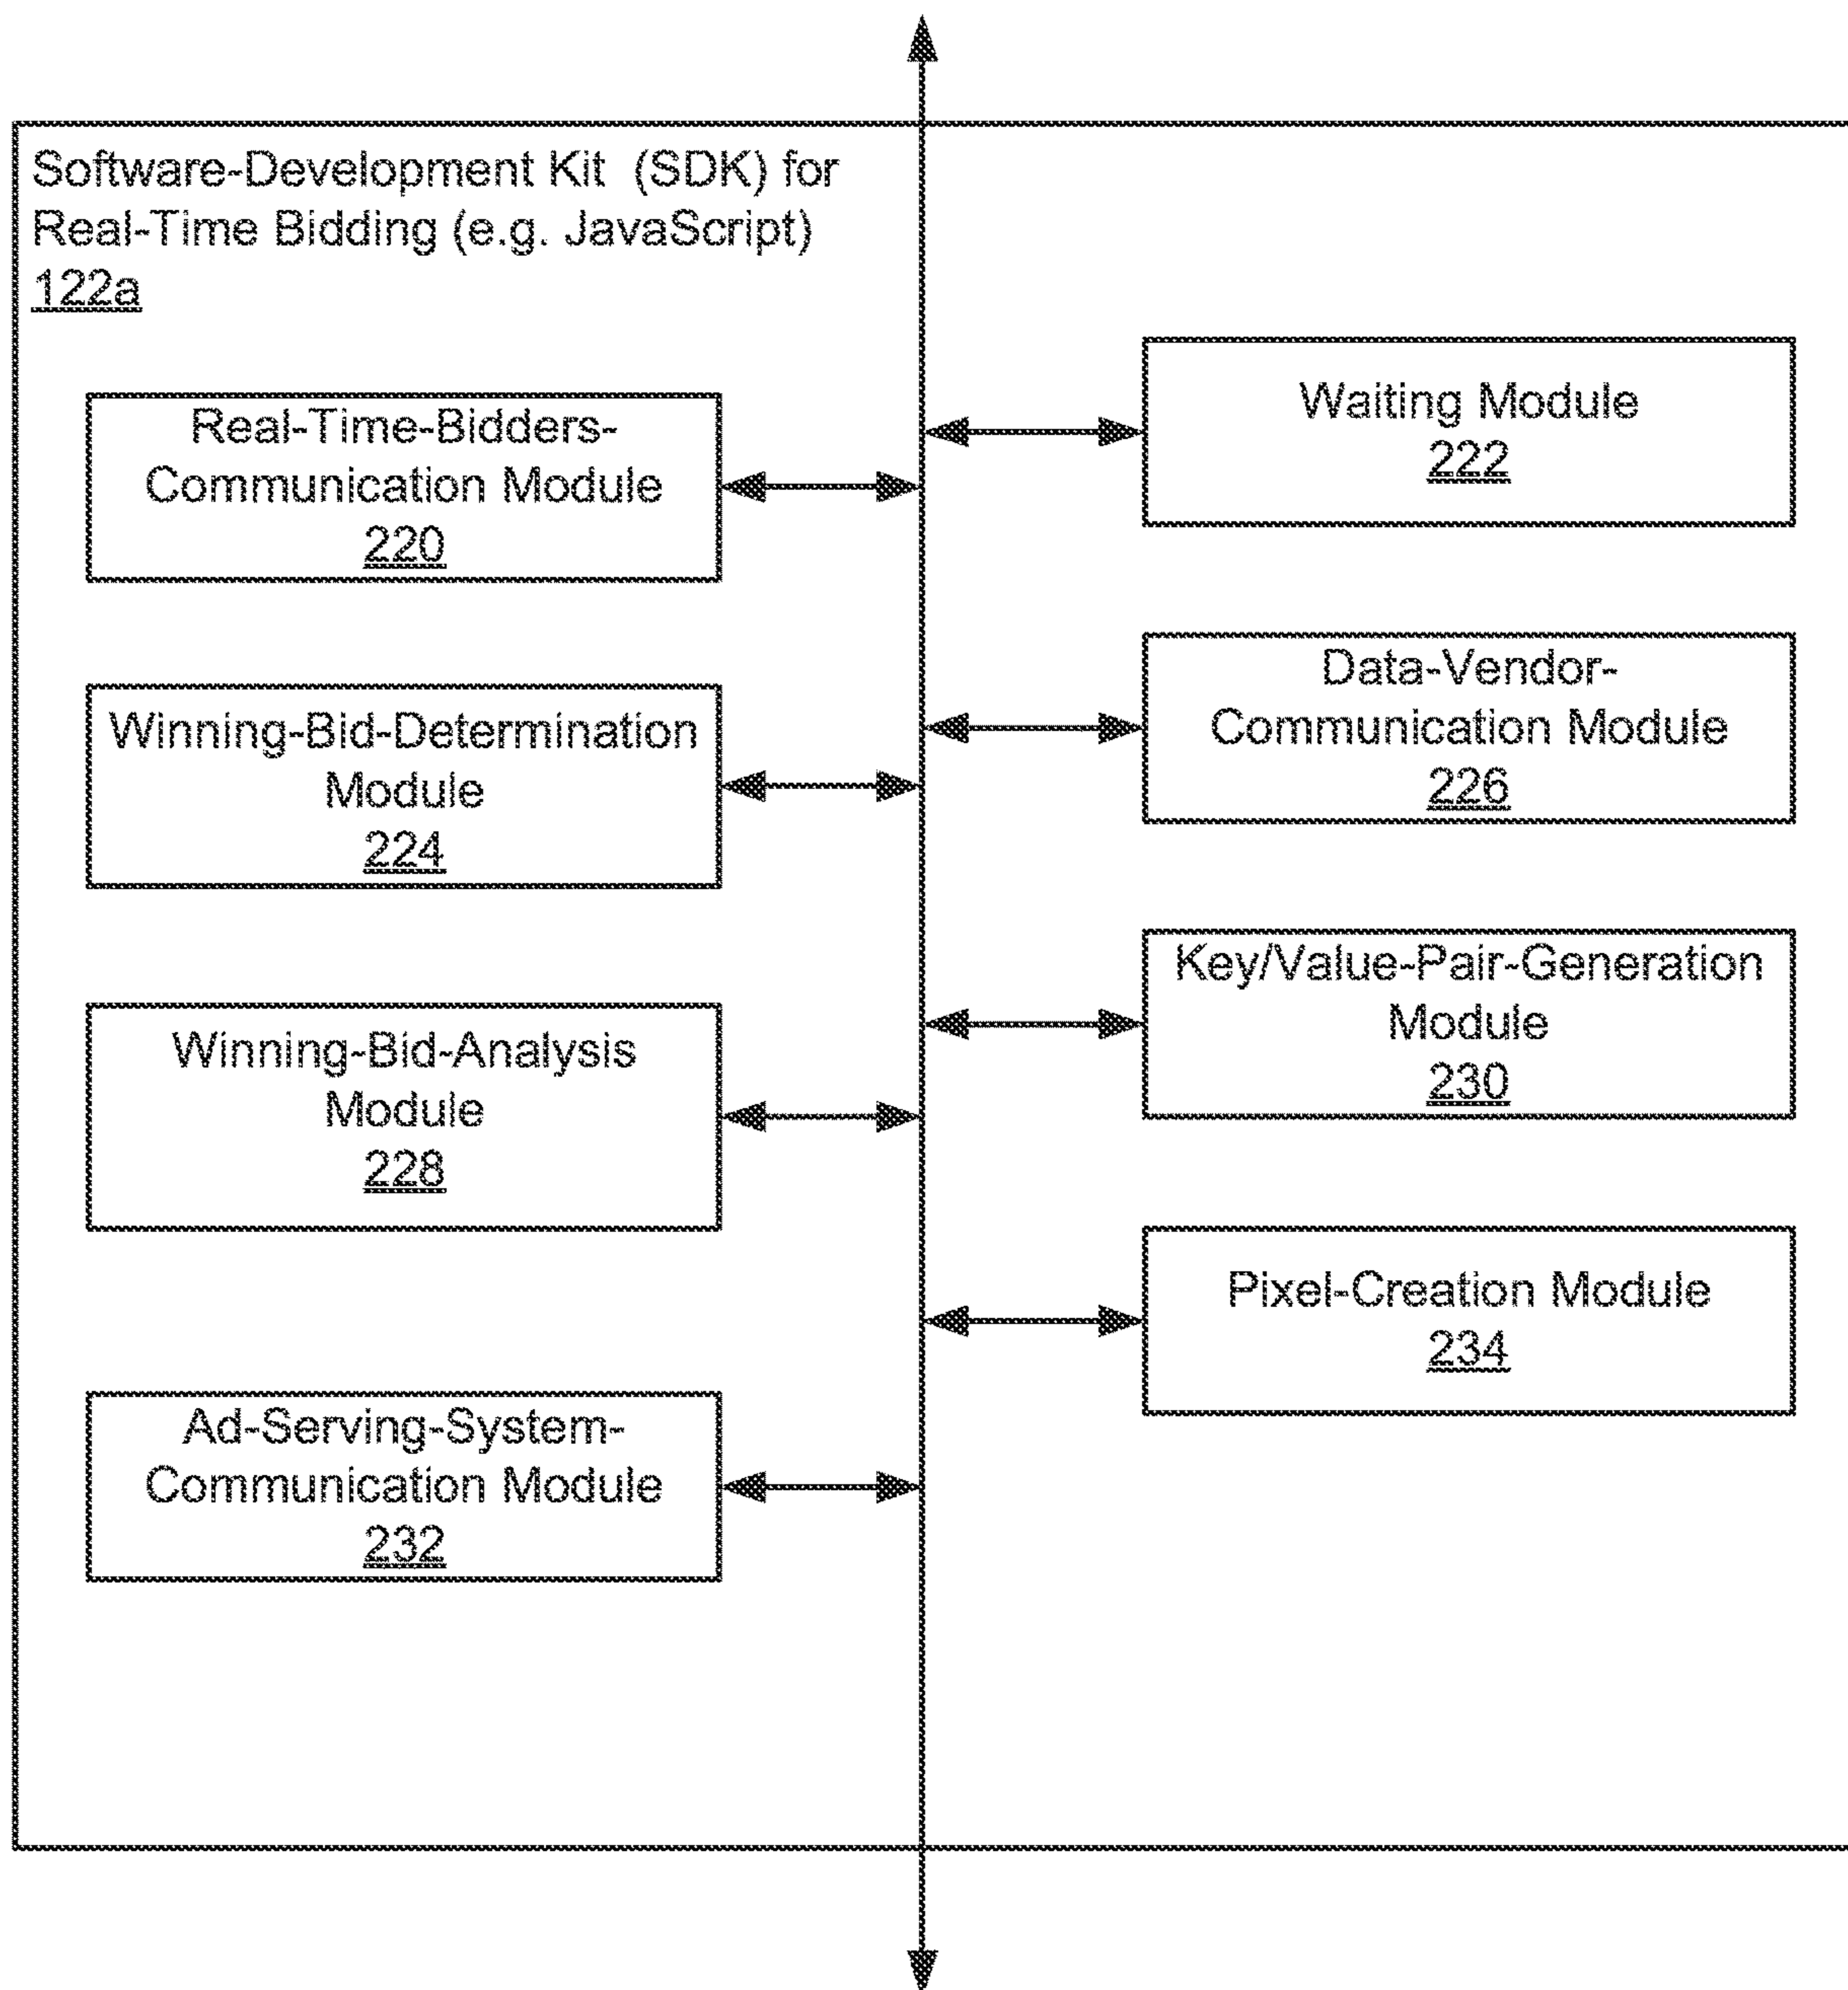 Software-Development Kit (SDK) for
Real-Time Bidding (e.g. JavaScript)
122a
Real-Time-Bidders-
Communication Module
220
Waiting Module
222
Winning-Bid-Determination
Module
224
Data-Vendor-
Communication Module
226
Winning-Bid-Analysis
Module
228
Key/Value-Pair-Generation
Module
230
Ad-Serving-System-
Communication Module
232
Pixel-Creation Module
234